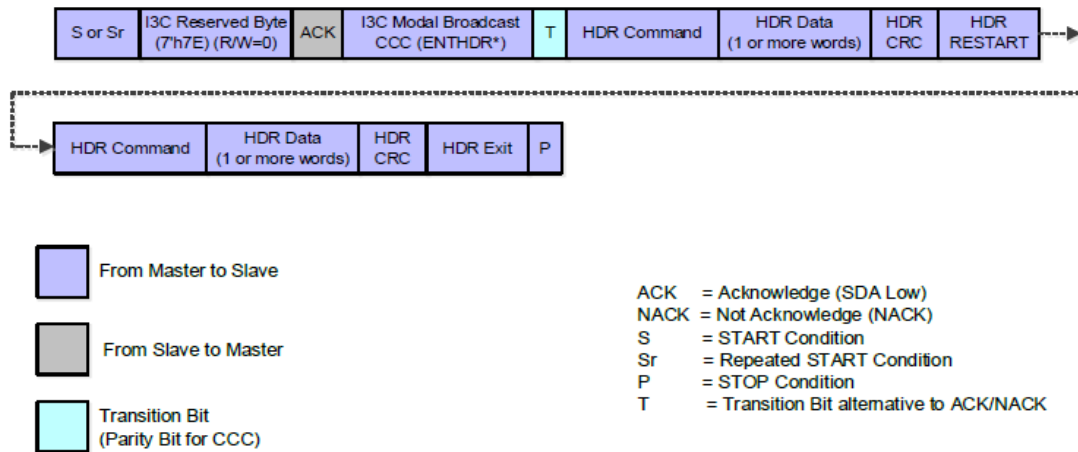 S or Sr
I3C Reserved Byte
(7'h7E) (R/W=0)
ACK
I3C Modal Broadcast
CCC (ENTHDR*)
T
HDR Command
HDR Data
(1 or more words)
HDR
CRC
HDR
RESTART
HDR Command
HDR Data
(1 or more words)
HDR
CRC
HDR Exit
P
From Master to Slave
From Slave to Master
Transition Bit
(Parity Bit for CCC)
ACK = Acknowledge (SDA Low)
NACK = Not Acknowledge (NACK)
S = START Condition
Sr = Repeated START Condition
P = STOP Condition
T = Transition Bit alternative to ACK/NACK